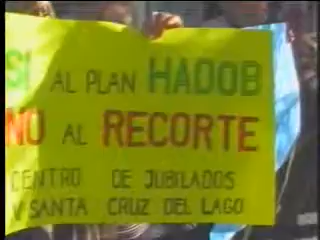 SI AL PLAN HADOB
NO AL RECORTE
CENTRO DE JUBILADOS
V SANTA CRUZ DEL LAGO